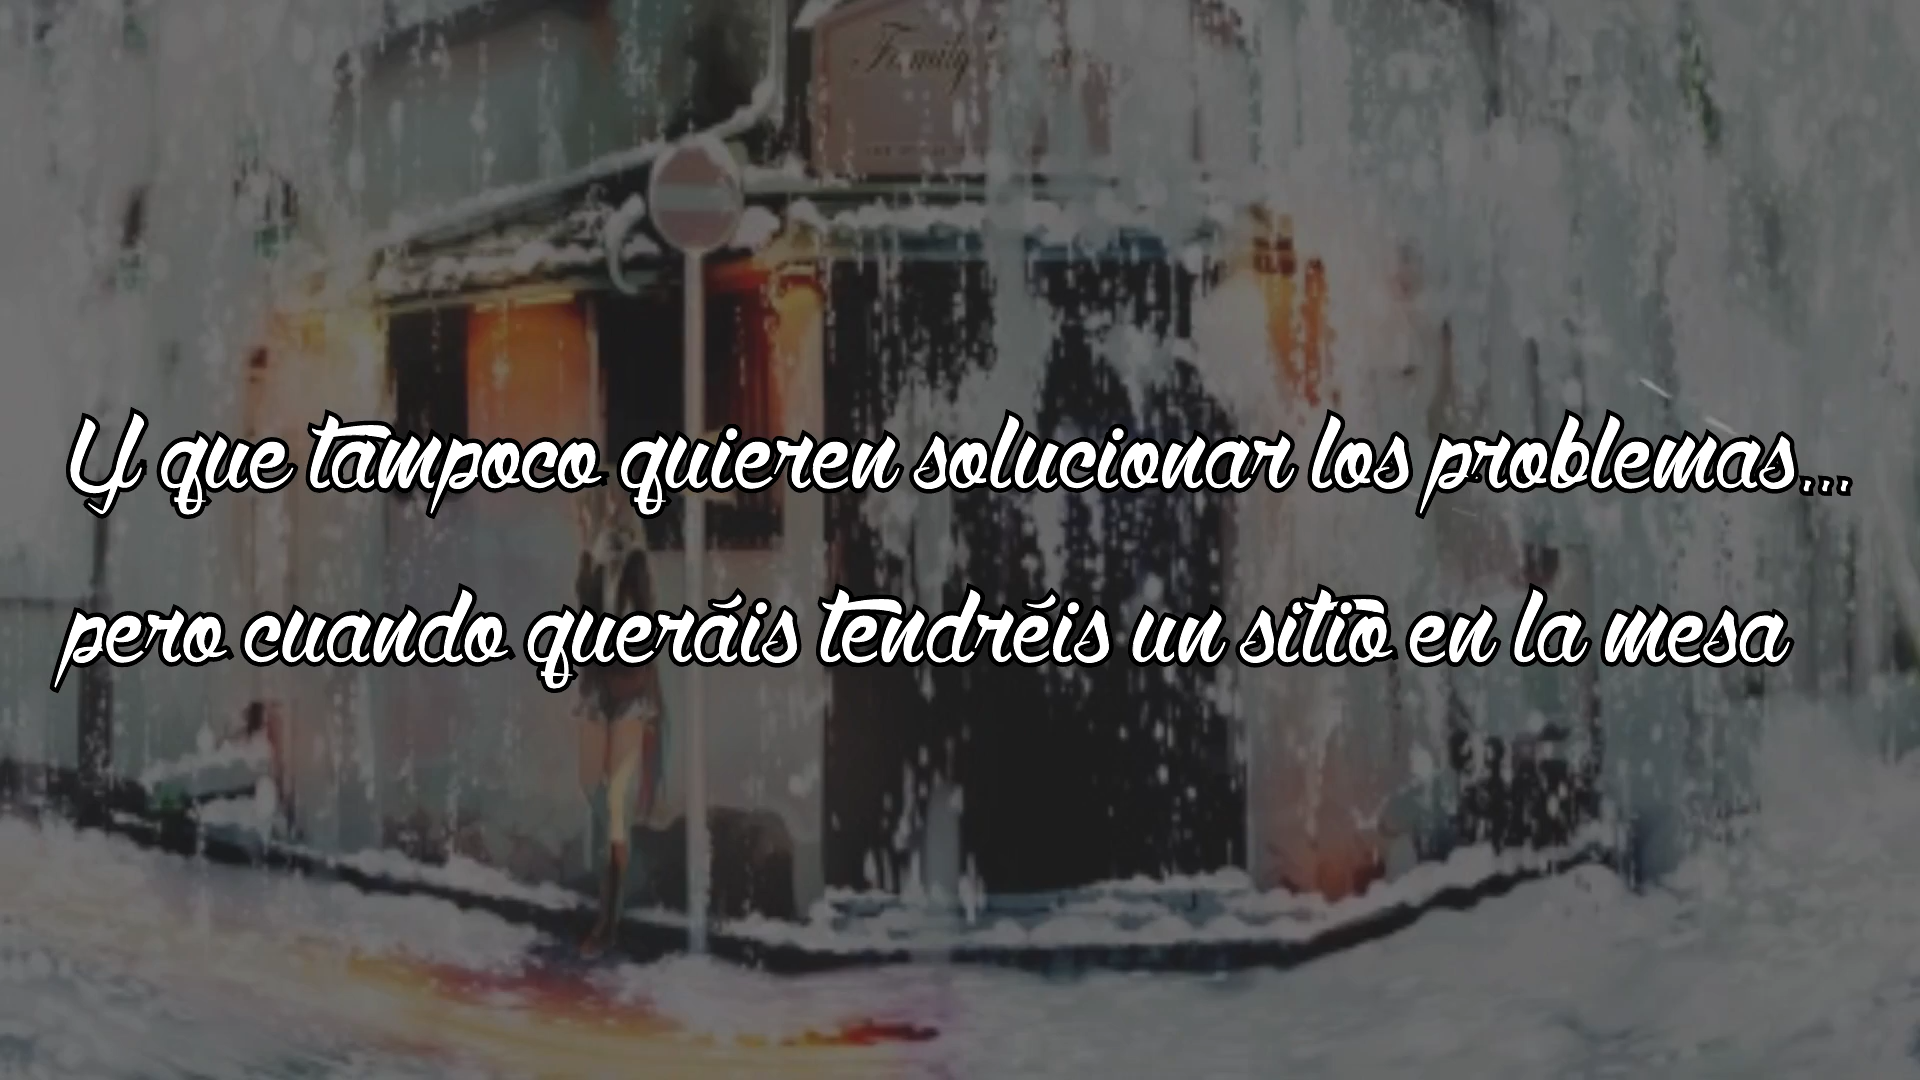 Y que tampoco quieren solucionar los problemas...
pero cuando queráis tendréis un sitio en la mesa